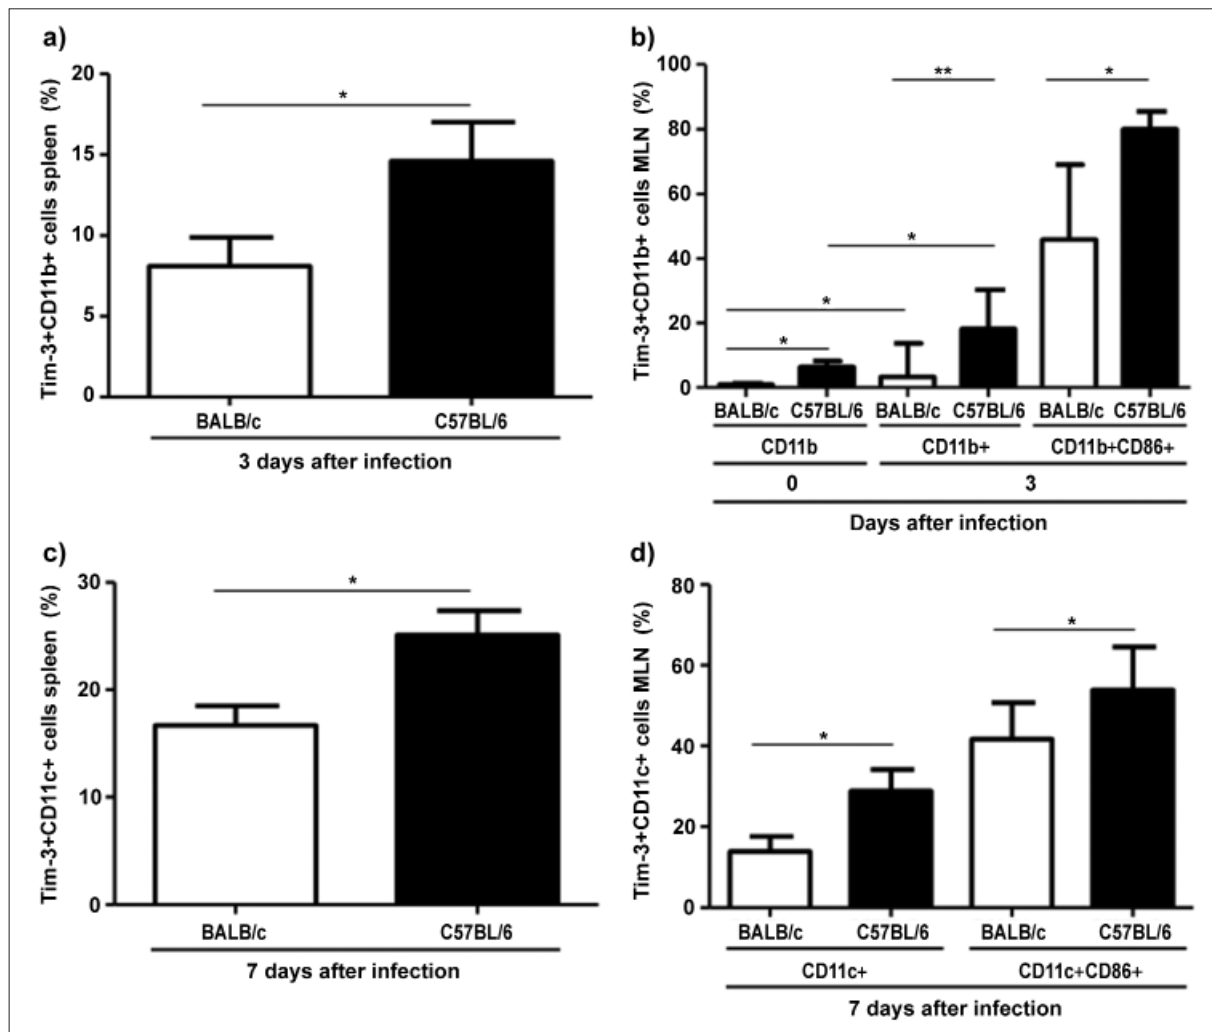 a)
Tim-3+CD11b+ cells spleen (%)
20
15
10
5
0
*
BALB/c C57BL/6
3 days after infection
b)
Tim-3+CD11b+ cells MLN (%)
100
80
60
40
20
0
** *
*
*
*
BALB/c C57BL/6 BALB/c C57BL/6 BALB/c C57BL/6
CD11b CD11b+ CD11b+CD86+
0 3
Days after infection
c)
Tim-3+CD11c+ cells spleen (%)
30
20
10
0
*
BALB/c C57BL/6
7 days after infection
d)
Tim-3+CD11c+ cells MLN (%)
80
60
40
20
0
*
*
BALB/c C57BL/6 BALB/c C57BL/6
CD11c+ CD11c+CD86+
7 days after infection